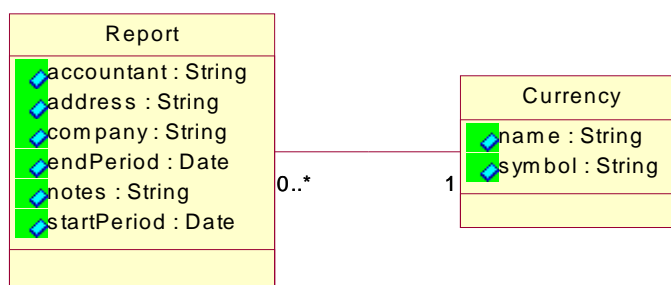 Report
accountant : String
address : String
company : String
endPeriod : Date
notes : String
startPeriod : Date
0..*
1
Currency
name : String
symbol : String